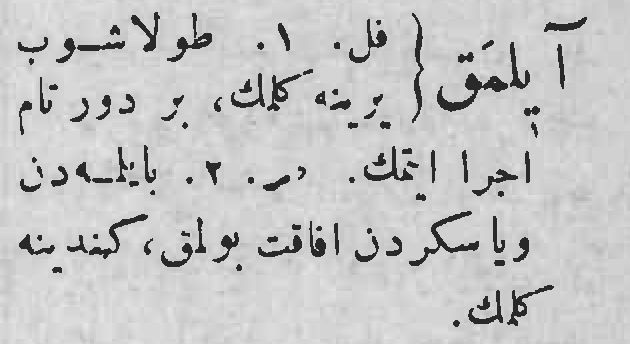 آیلمَق { فل. ١. طولاشوب
یرینه کلمك، بر دور تام
اجرا ایتمك. مر. ٢. بایلمه‌دن
ویا سکردن افاقت بولمق، کندینه
کلمك.